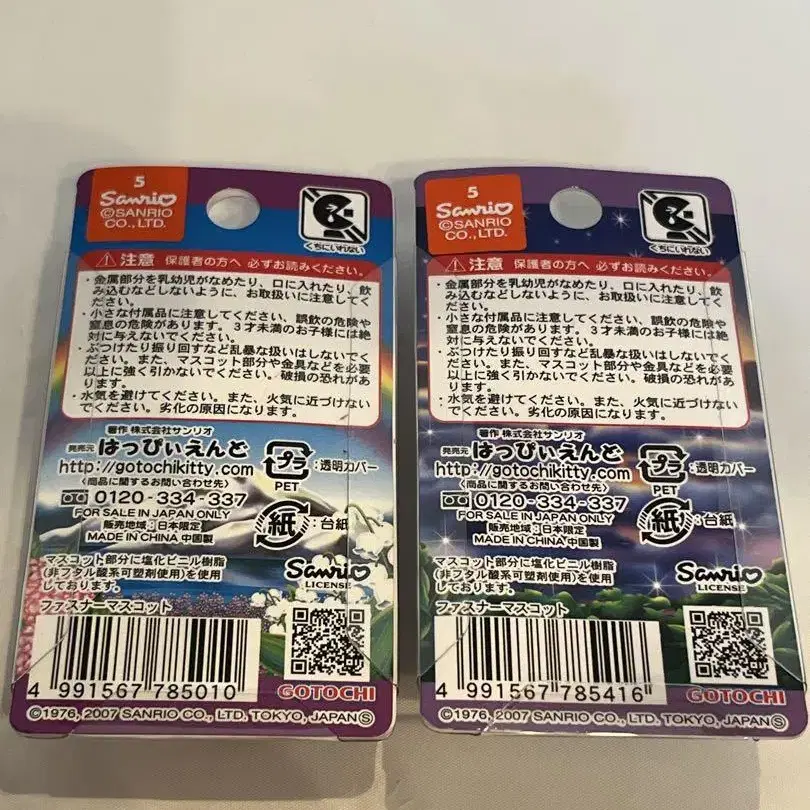 5
Sanrio
©SANRIO
CO.,LTD.
くちにいれない
⚠注意 保護者の方へ 必ずお読みください。
・金属部分を乳幼児がなめたり、口に入れたり、飲
み込むなどしないように、お取扱いに注意してく
ださい。
・小さな付属品に注意してください、誤飲の危険や
窒息の危険があります。3才未満のお子様には絶
対に与えないでください。
・ぶつけたり振り回すなど乱暴な扱いはしないでく
ださい。また、マスコット部分や金具などを必要
以上に強く引かないでください。破損の恐れがあ
ります。
・水気を避けてください。また、火気に近づけない
でください。劣化の原因になります。
著作 株式会社サンリオ
発売元 はっぴぃえんど
http://gotochikitty.com
〈商品に関するお問い合わせ先〉
0120-334-337
FOR SALE IN JAPAN ONLY
販売地域:日本限定
MADE IN CHINA 中国製
プラ
PET
:透明カバー
紙
:台紙
マスコット部分に塩化ビニル樹脂
(非フタル酸系可塑剤使用)を使用
しております。
Sanrio
LICENSE
ファスナーマスコット
4 991567 785010
GOTOCHI
©1976, 2007 SANRIO CO., LTD. TOKYO, JAPAN Ⓢ
5
Sanrio
©SANRIO
CO.,LTD.
くちにいれない
⚠注意 保護者の方へ 必ずお読みください。
・金属部分を乳幼児がなめたり、口に入れたり、飲
み込むなどしないように、お取扱いに注意してく
ださい。
・小さな付属品に注意してください、誤飲の危険や
窒息の危険があります。3才未満のお子様には絶
対に与えないでください。
・ぶつけたり振り回すなど乱暴な扱いはしないでく
ださい。また、マスコット部分や金具などを必要
以上に強く引かないでください。破損の恐れがあ
ります。
・水気を避けてください。また、火気に近づけない
でください。劣化の原因になります。
著作 株式会社サンリオ
発売元 はっぴぃえんど
http://gotochikitty.com
〈商品に関するお問い合わせ先〉
0120-334-337
FOR SALE IN JAPAN ONLY
販売地域:日本限定
MADE IN CHINA 中国製
プラ
PET
:透明カバー
紙
:台紙
マスコット部分に塩化ビニル樹脂
(非フタル酸系可塑剤使用)を使用
しております。
Sanrio
LICENSE
ファスナーマスコット
4 991567 785416
GOTOCHI
©1976, 2007 SANRIO CO., LTD. TOKYO, JAPAN Ⓢ